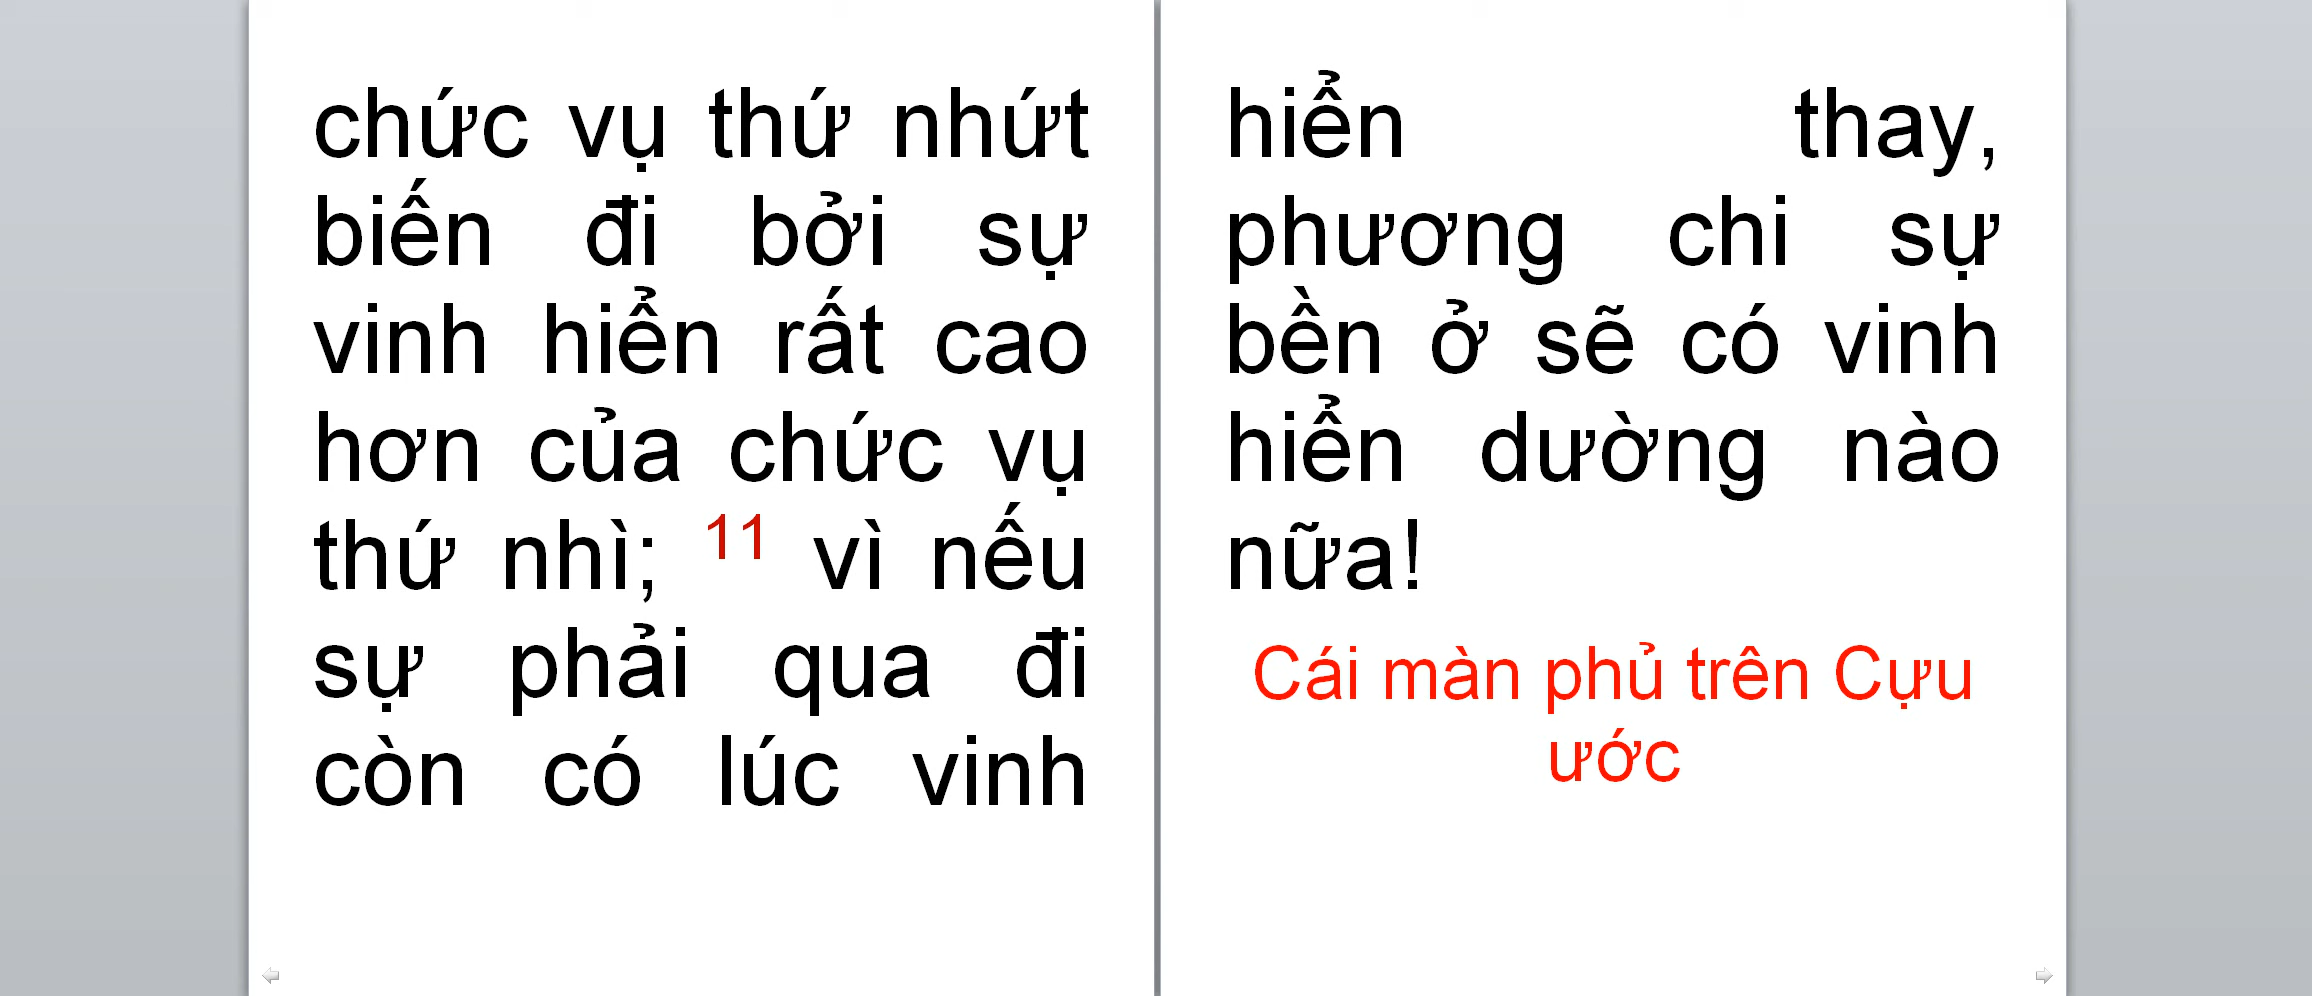 chức vụ thứ nhứt
biến đi bởi sự
vinh hiển rất cao
hơn của chức vụ
thứ nhì; 11 vì nếu
sự phải qua đi
còn có lúc vinh
hiển thay,
phương chi sự
bền ở sẽ có vinh
hiển dường nào
nữa!
Cái màn phủ trên Cựu
ước